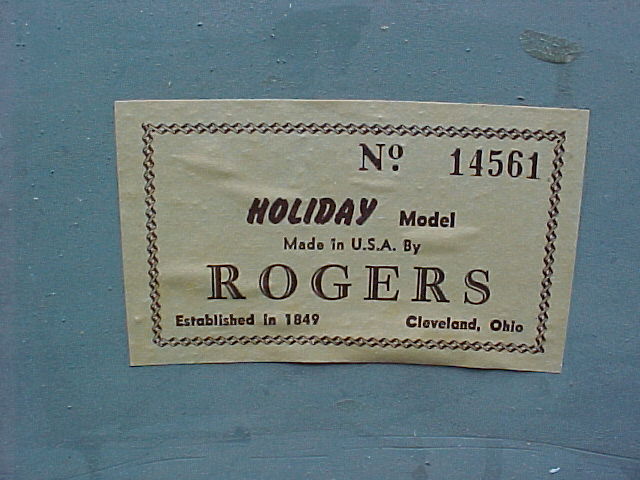 Nº 14561
HOLIDAY Model
Made in U.S.A. By
ROGERS
Established in 1849 Cleveland, Ohio